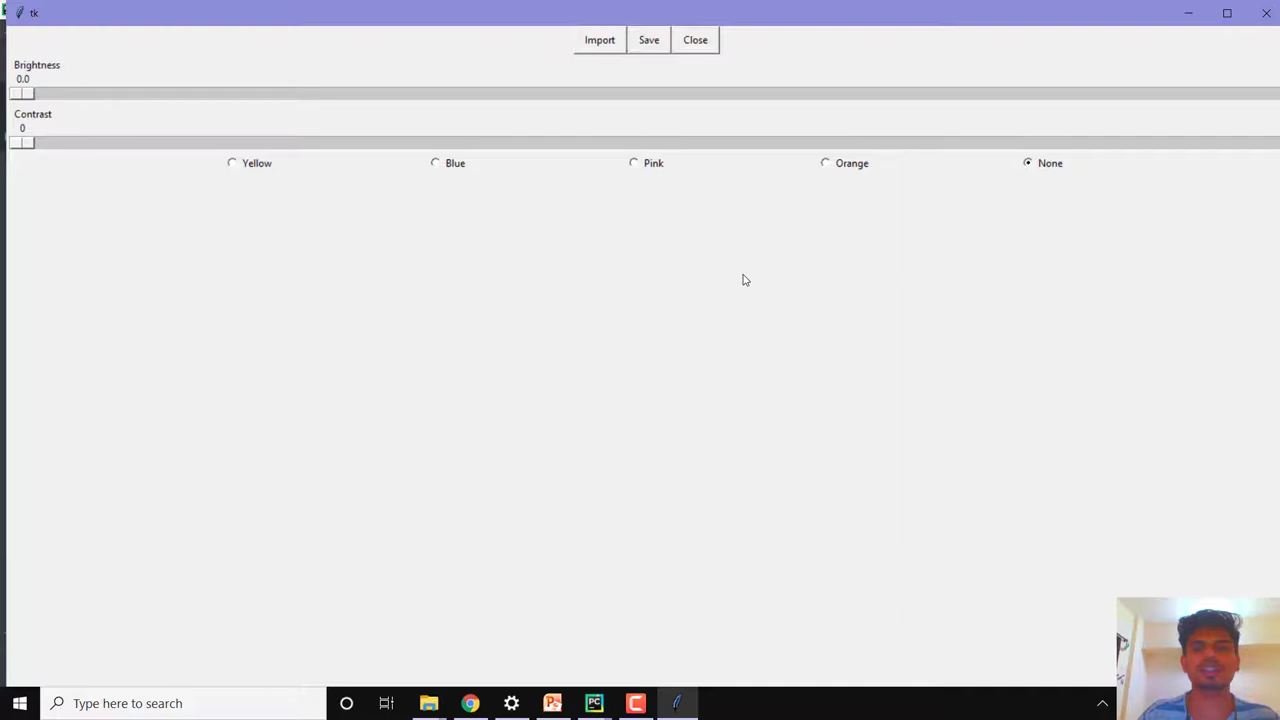 tk
Import Save Close
Brightness
0.0
Contrast
0
Yellow Blue Pink Orange None
Type here to search